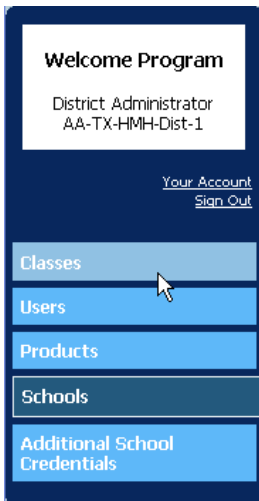 Welcome Program
District Administrator
AA-TX-HMH-Dist-1
Your Account
Sign Out
Classes
Users
Products
Schools
Additional School
Credentials